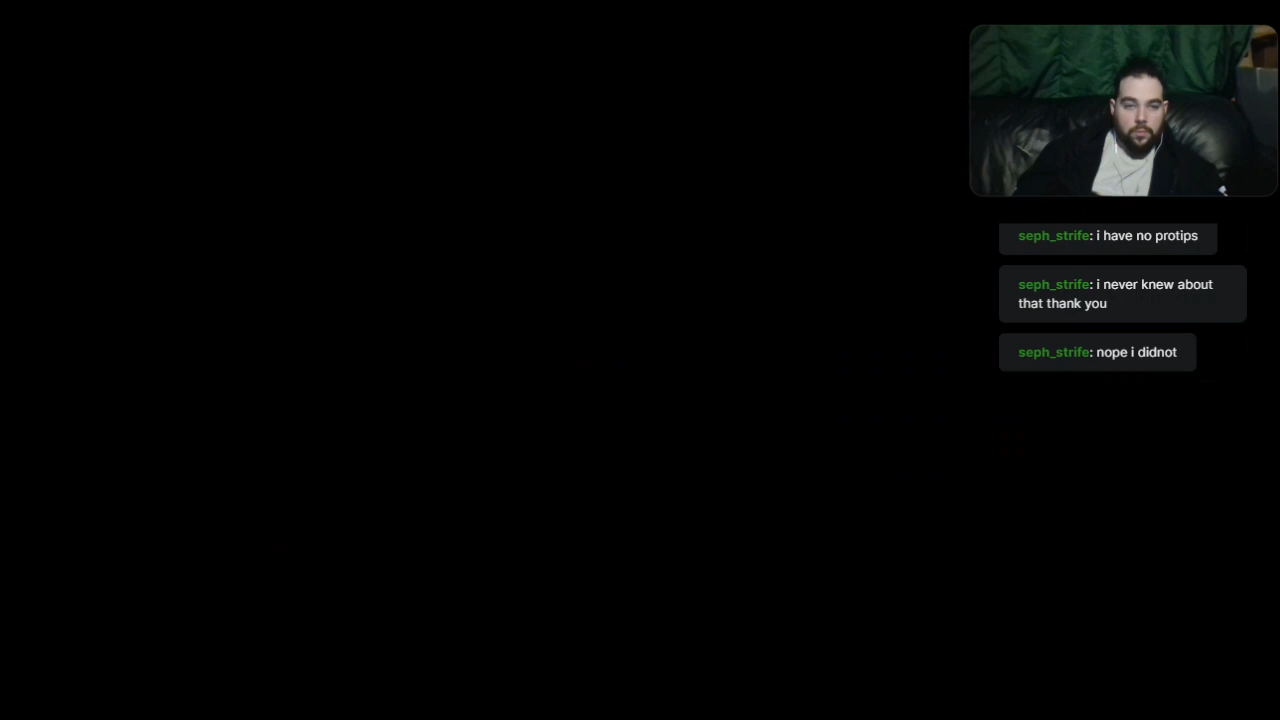 seph_strife: i have no protips
seph_strife: i never knew about
that thank you
seph_strife: nope i didnot